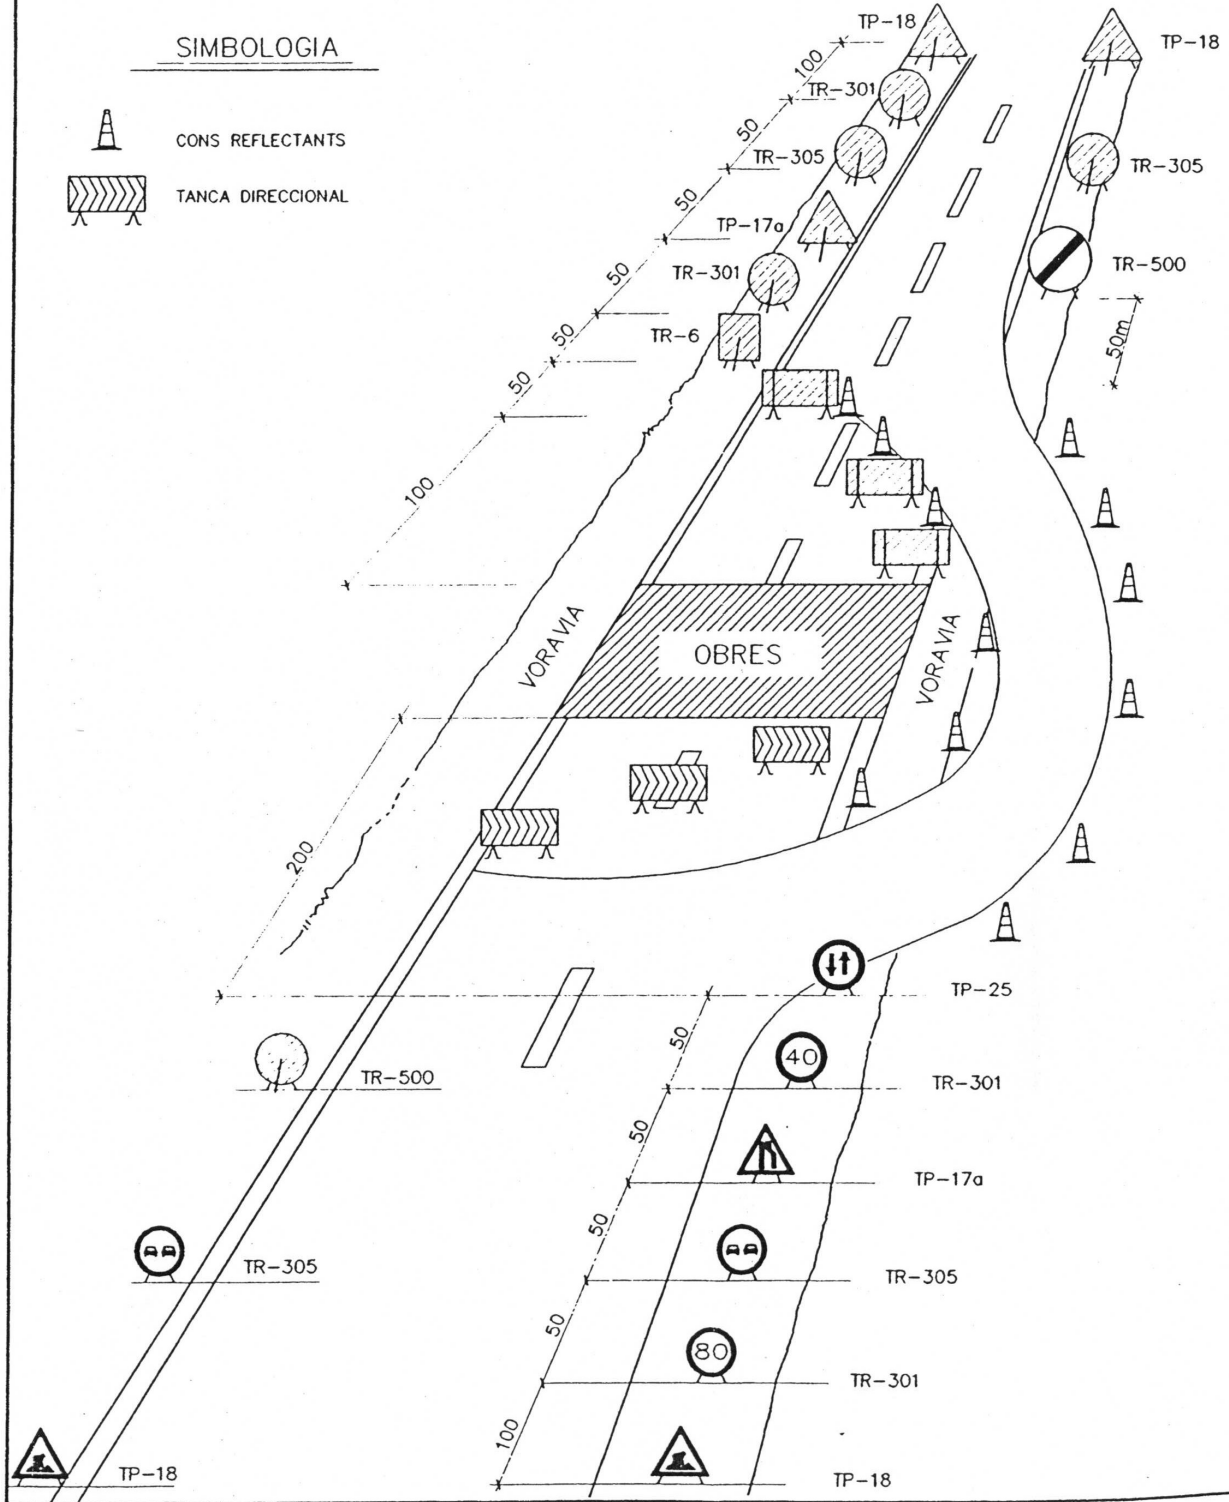 SIMBOLOGIA
CONS REFLECTANTS
TANCA DIRECCIONAL
TP-18
TP-18
100
TR-301
50
TR-305
TR-305
50
TP-17a
TR-500
50
TR-301
50m
50
TR-6
50
100
VORAVIA
OBRES
VORAVIA
200
TP-25
50
40
TR-500
TR-301
50
TP-17a
50
TR-305
TR-305
50
80
TR-301
100
TP-18
TP-18